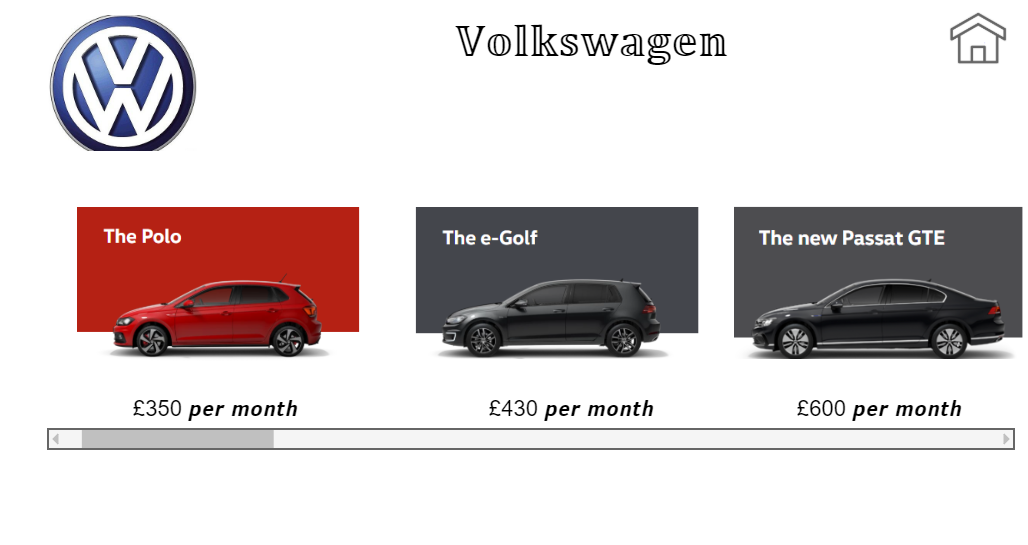 Volkswagen
The Polo
The e-Golf
The new Passat GTE
£350 per month
£430 per month
£600 per month